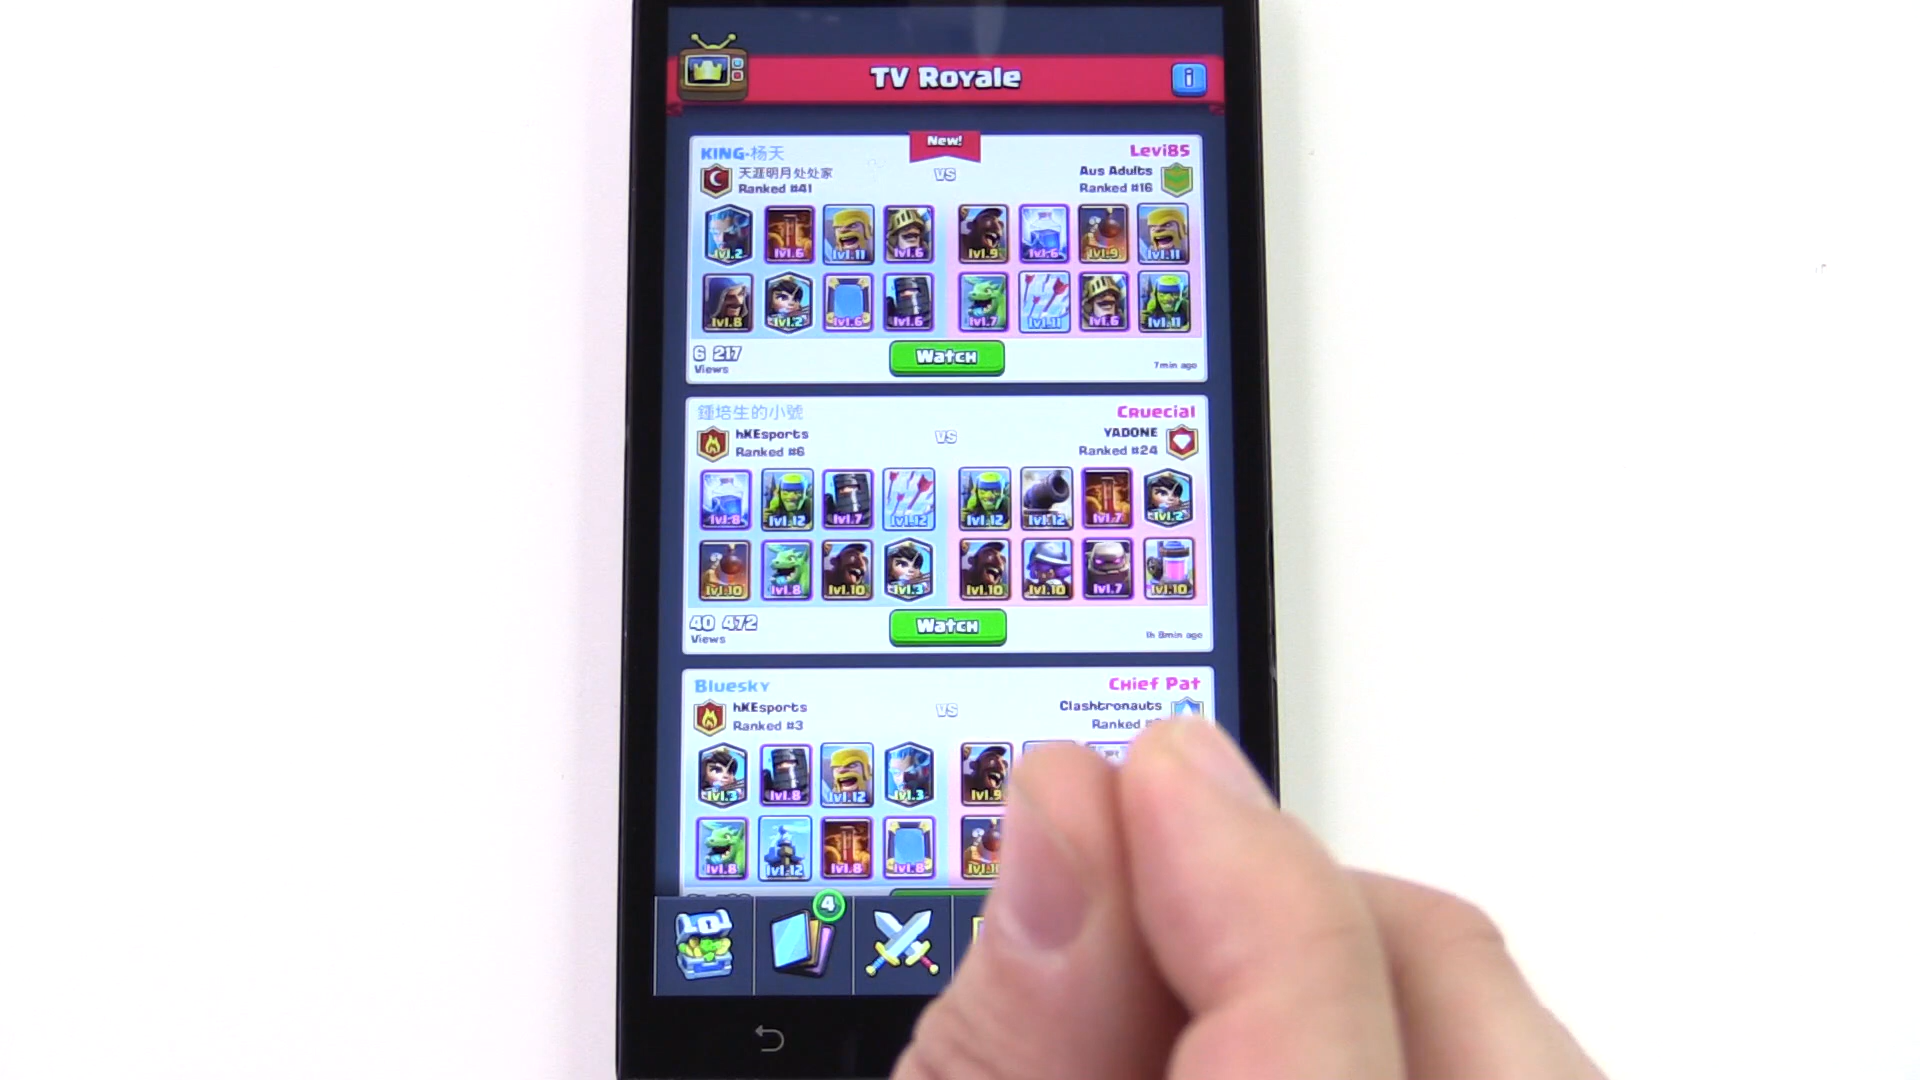 TV Royale
New!
KING-杨天
Levi85
天涯明月处处家
VS
Aus Adults
Ranked #41
Ranked #16
lvl.2
lvl.6
lvl.11
lvl.6
lvl.9
lvl.6
lvl.9
lvl.11
lvl.8
lvl.2
lvl.6
lvl.6
lvl.7
lvl.11
lvl.6
lvl.11
6 217
Views
Watch
7min ago
鍾培生的小號
Cruecial
hKEsports
VS
YADONE
Ranked #6
Ranked #24
lvl.8
lvl.12
lvl.7
lvl.12
lvl.12
lvl.12
lvl.7
lvl.2
lvl.10
lvl.8
lvl.10
lvl.3
lvl.10
lvl.10
lvl.7
lvl.10
40 472
Views
Watch
1h 8min ago
Bluesky
Chief Pat
hKEsports
VS
Clashtronauts
Ranked #3
Ranked
lvl.3
lvl.8
lvl.12
lvl.3
lvl.9
lvl.8
lvl.12
lvl.8
lvl.8
4